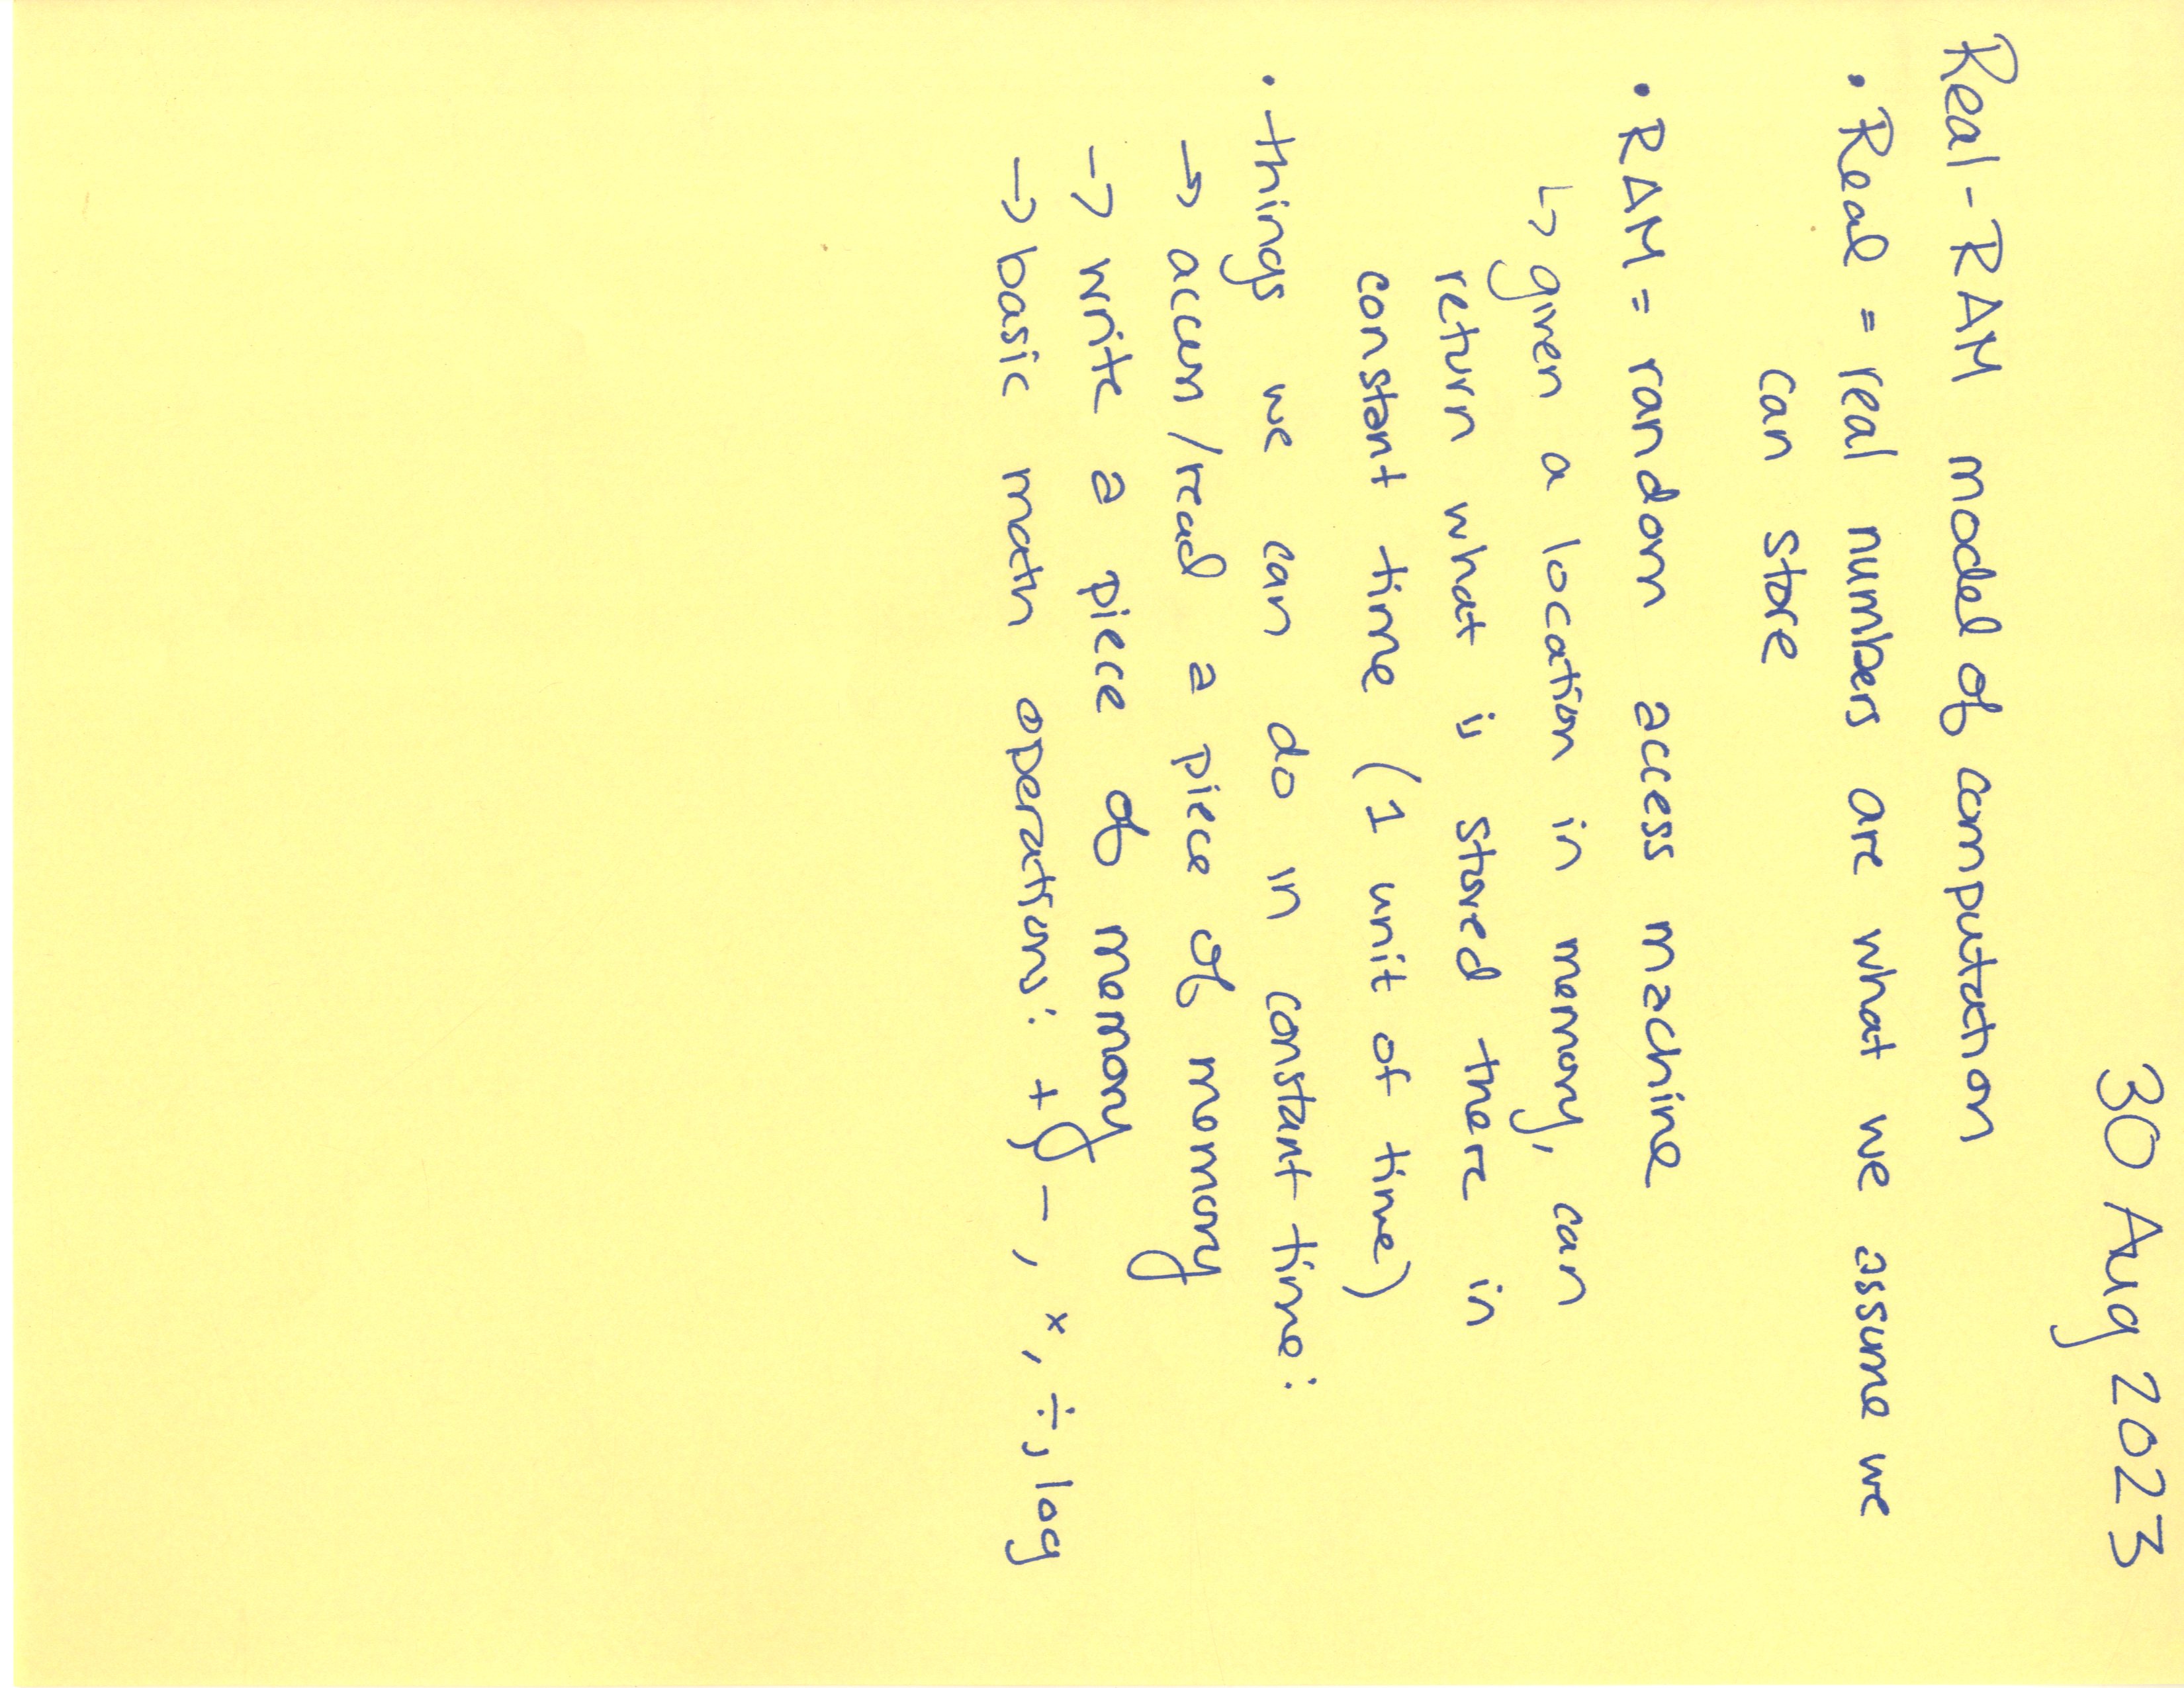 30 Aug 2023
Real-RAM model of computation
• Real = real numbers are what we assume we
can store
• RAM = random access machine
↳ given a location in memory, can
return what is stored there in
constant time (1 unit of time)
• things we can do in constant time:
→ access/read a piece of memory
→ write a piece of memory
→ basic math operations: +, -, ×, ÷, log